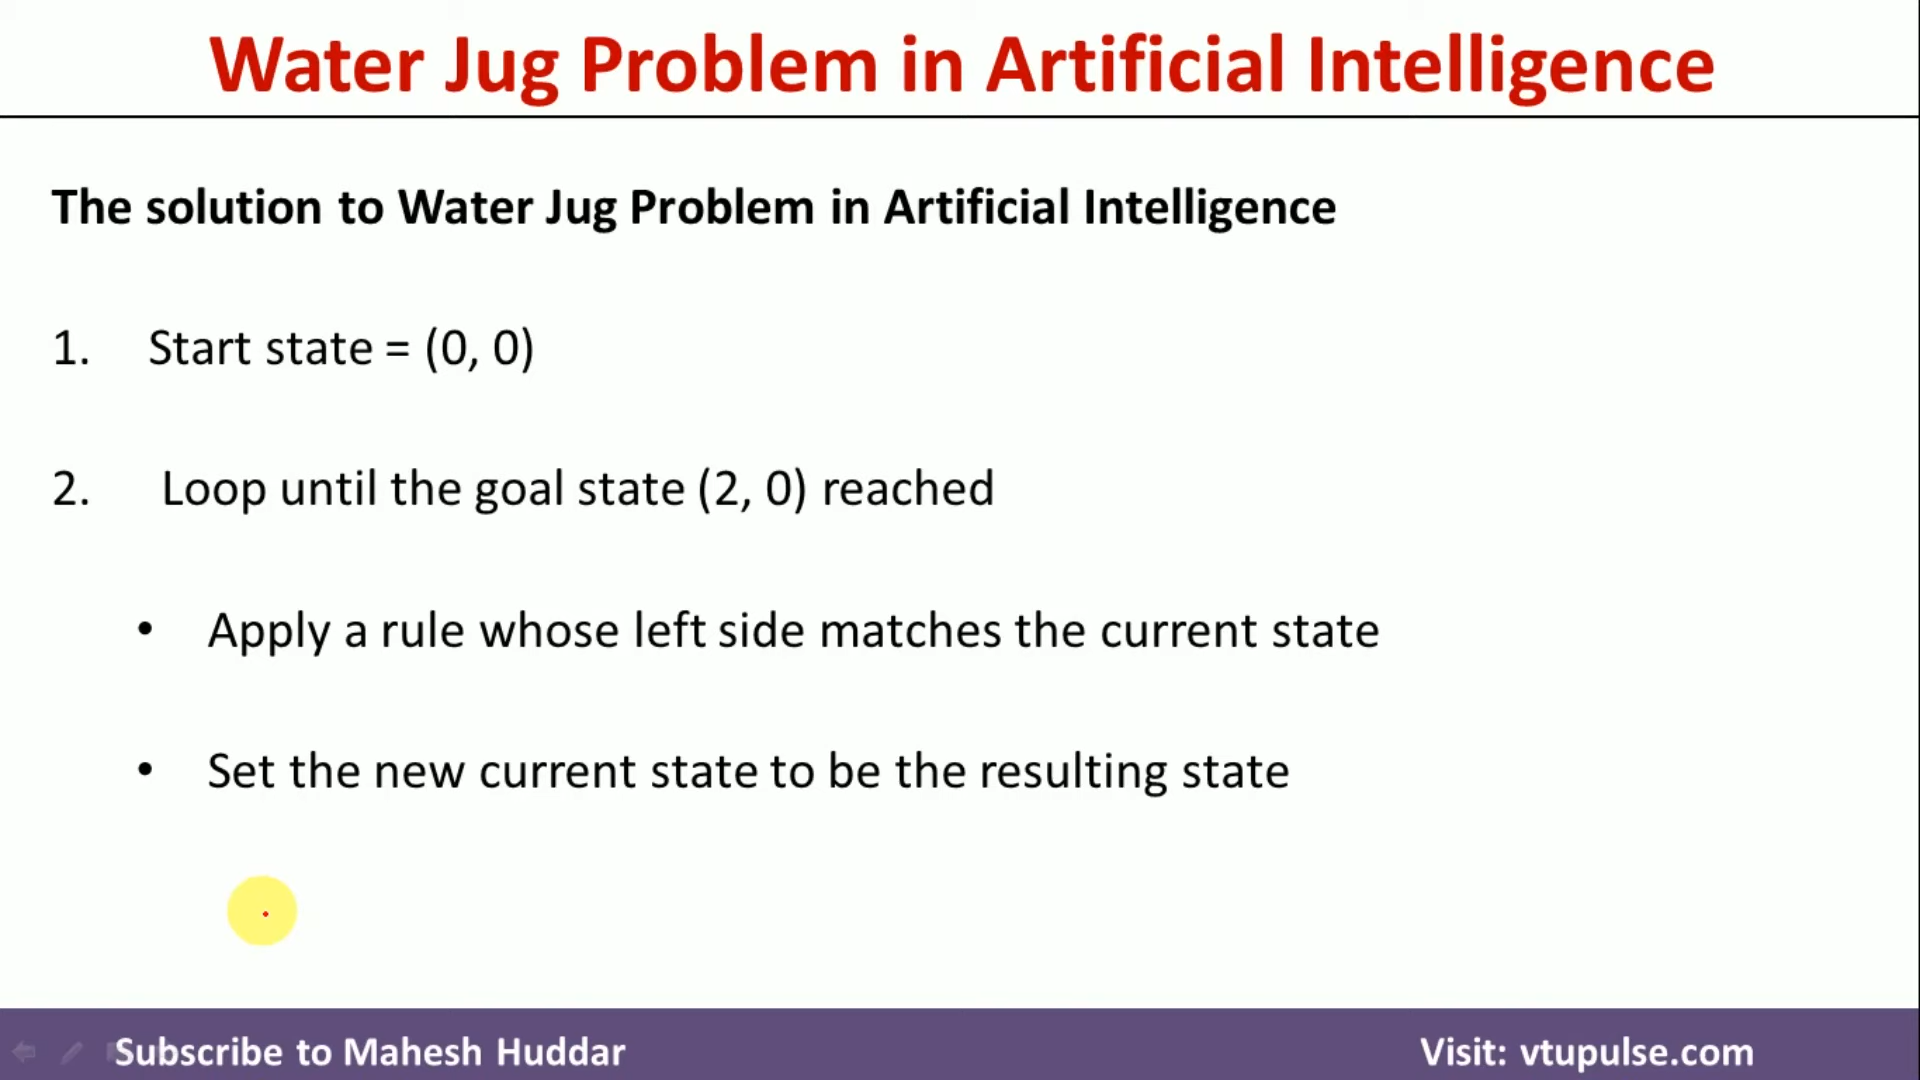 Water Jug Problem in Artificial Intelligence
The solution to Water Jug Problem in Artificial Intelligence
1. Start state = (0, 0)
2. Loop until the goal state (2, 0) reached
• Apply a rule whose left side matches the current state
• Set the new current state to be the resulting state
Subscribe to Mahesh Huddar
Visit: vtupulse.com